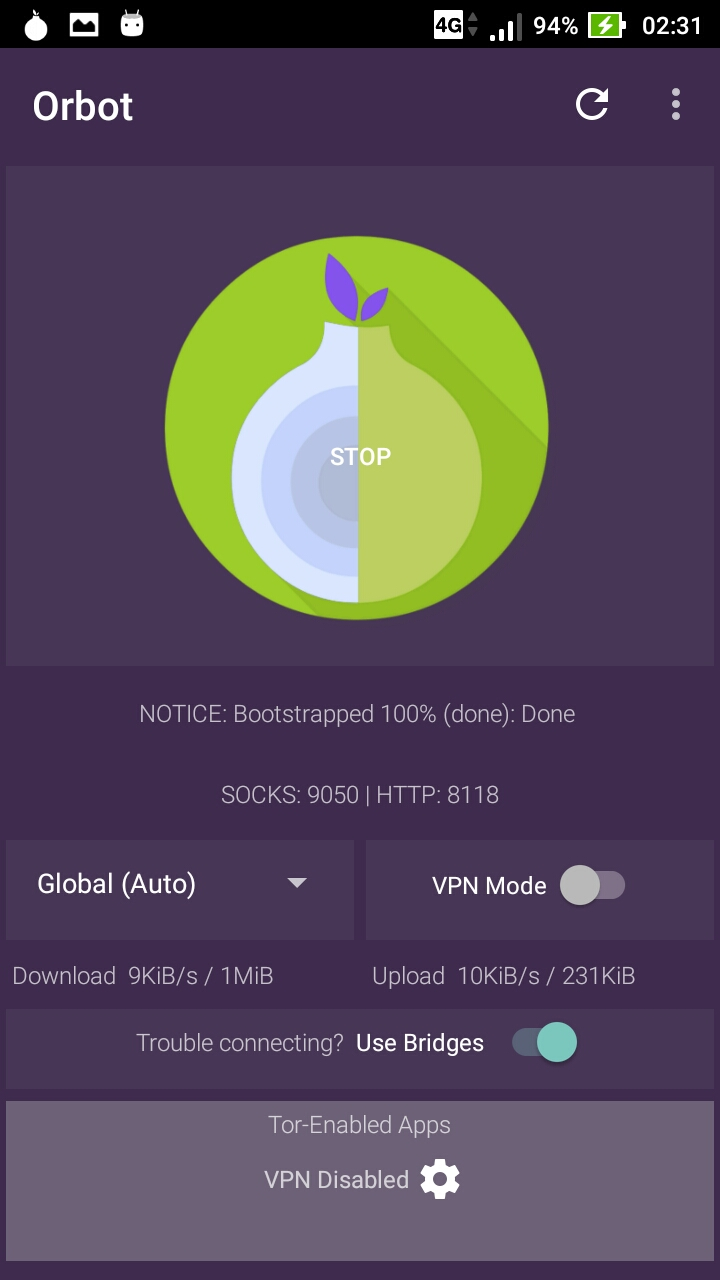 4G 94% 02:31
Orbot
STOP
NOTICE: Bootstrapped 100% (done): Done
SOCKS: 9050 | HTTP: 8118
Global (Auto) VPN Mode
Download 9KiB/s / 1MiB Upload 10KiB/s / 231KiB
Trouble connecting? Use Bridges
Tor-Enabled Apps
VPN Disabled